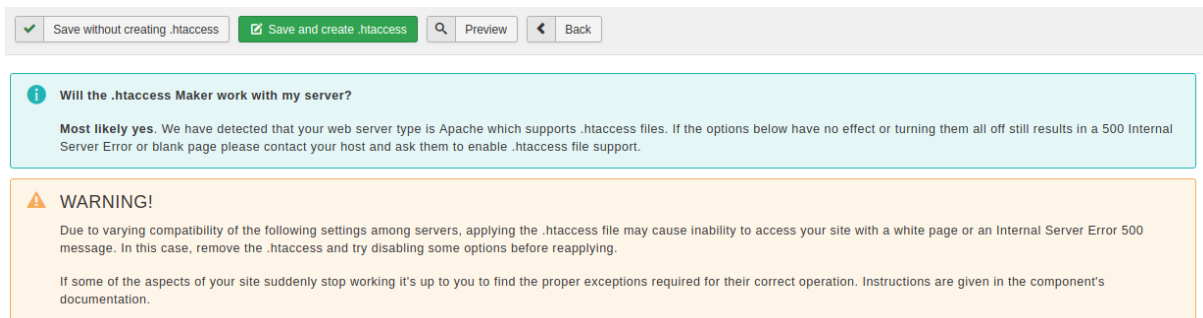 Save without creating .htaccess Save and create .htaccess Preview Back
Will the .htaccess Maker work with my server?
Most likely yes. We have detected that your web server type is Apache which supports .htaccess files. If the options below have no effect or turning them all off still results in a 500 Internal
Server Error or blank page please contact your host and ask them to enable .htaccess file support.
WARNING!
Due to varying compatibility of the following settings among servers, applying the .htaccess file may cause inability to access your site with a white page or an Internal Server Error 500
message. In this case, remove the .htaccess and try disabling some options before reapplying.
If some of the aspects of your site suddenly stop working it's up to you to find the proper exceptions required for their correct operation. Instructions are given in the component's
documentation.